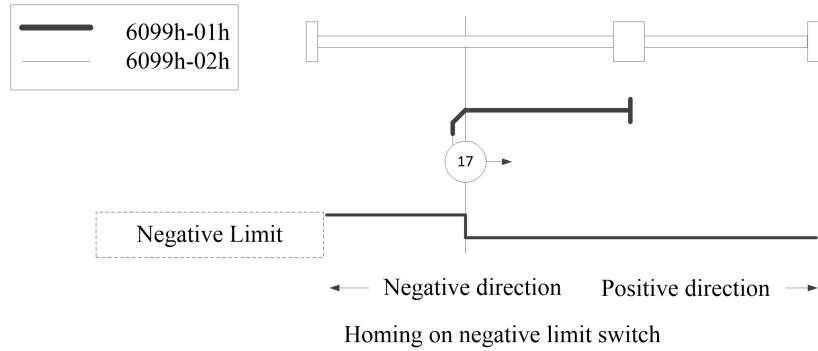 6099h-01h
6099h-02h
17
Negative Limit
Negative direction
Positive direction
Homing on negative limit switch